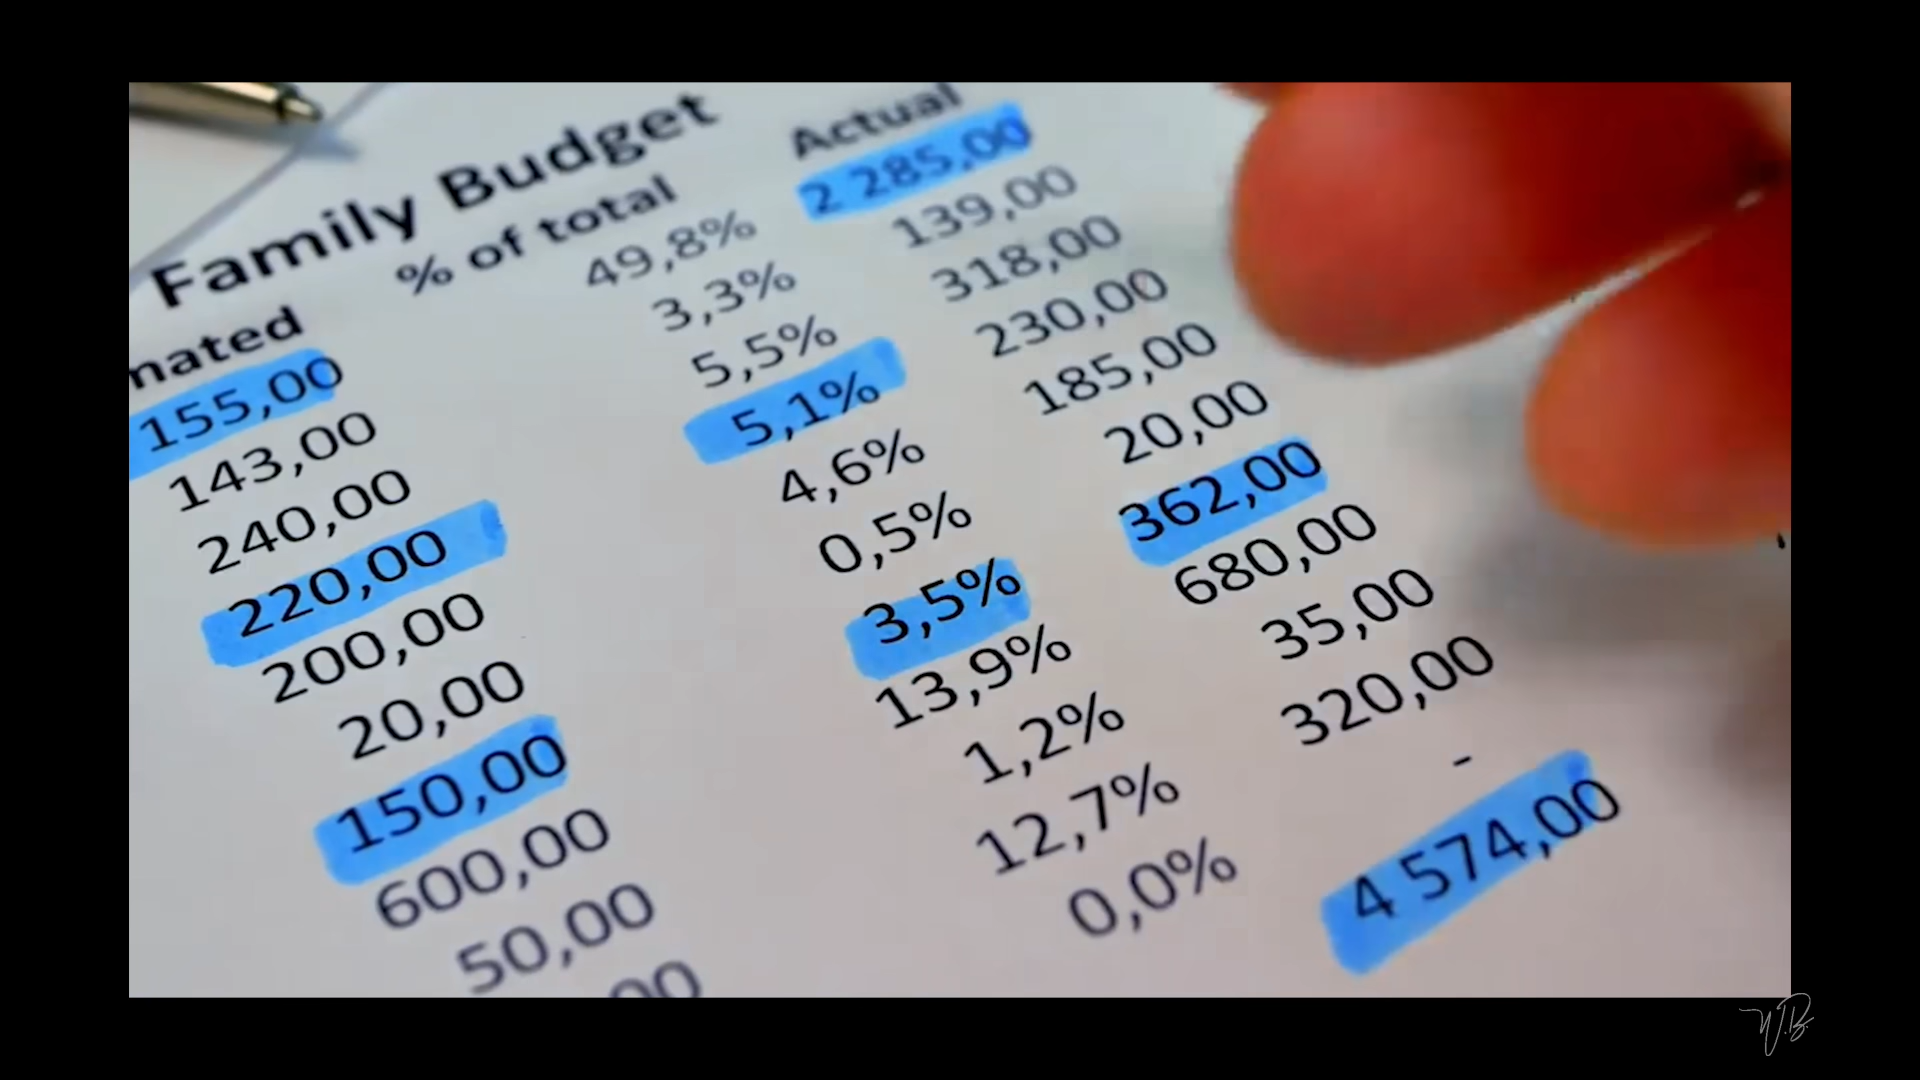 Family Budget
mated % of total Actual
155,00 49,8% 2 285,00
143,00 3,3% 139,00
240,00 5,5% 318,00
220,00 5,1% 230,00
200,00 4,6% 185,00
20,00 0,5% 20,00
150,00 3,5% 362,00
600,00 13,9% 680,00
50,00 1,2% 35,00
00 12,7% 320,00
0,0% -
4 574,00